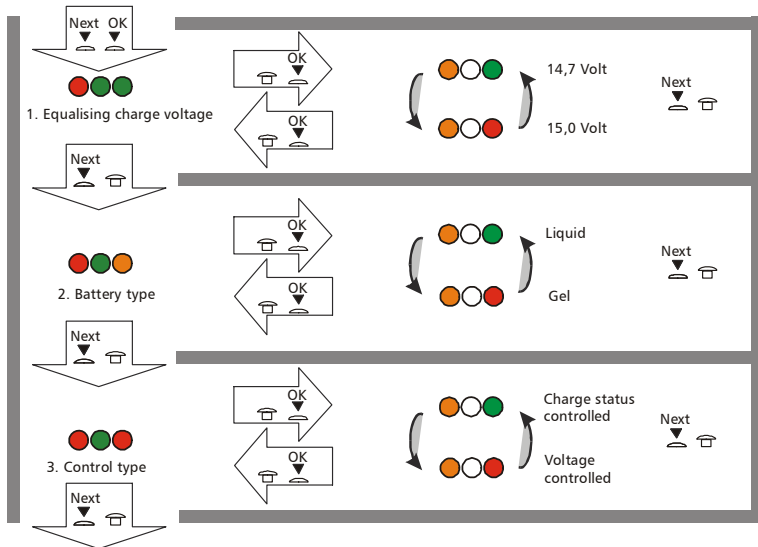 Next OK
1. Equalising charge voltage
OK
OK
14,7 Volt
15,0 Volt
Next
Next
2. Battery type
OK
OK
Liquid
Gel
Next
Next
3. Control type
OK
OK
Charge status
controlled
Voltage
controlled
Next
Next